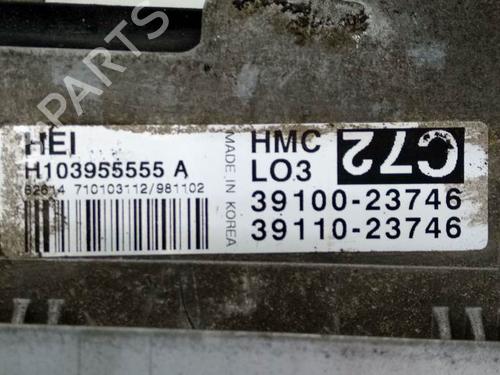 HEI
H103955555 A
62614 710103112/981102
MADE IN KOREA
HMC
LO3
C72
39100-23746
39110-23746
B-PARTS